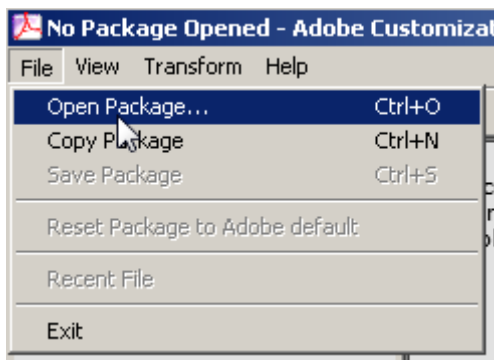 No Package Opened - Adobe Customizat
File View Transform Help
Open Package... Ctrl+O
Copy Package Ctrl+N
Save Package Ctrl+S
Reset Package to Adobe default
Recent File
Exit